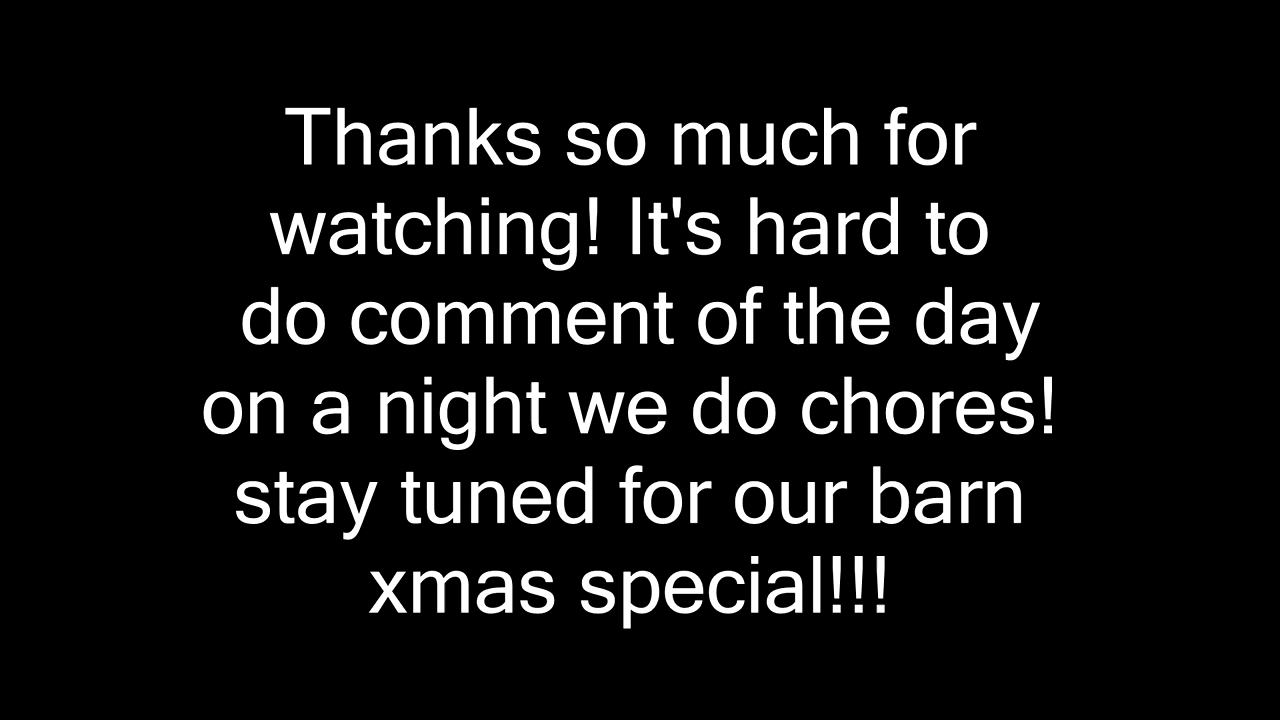 Thanks so much for
watching! It's hard to
do comment of the day
on a night we do chores!
stay tuned for our barn
xmas special!!!